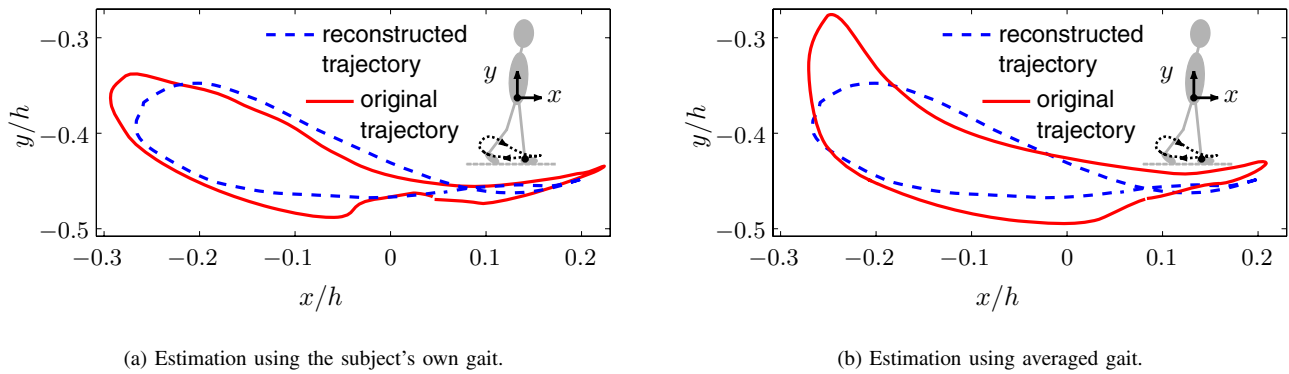 −0.3
−0.4
−0.5
y/h
−0.3
−0.2
−0.1
0
0.1
0.2
x/h
reconstructed
trajectory
original
trajectory
y
x
(a) Estimation using the subject's own gait.
−0.3
−0.4
−0.5
y/h
−0.3
−0.2
−0.1
0
0.1
0.2
x/h
reconstructed
trajectory
original
trajectory
y
x
(b) Estimation using averaged gait.